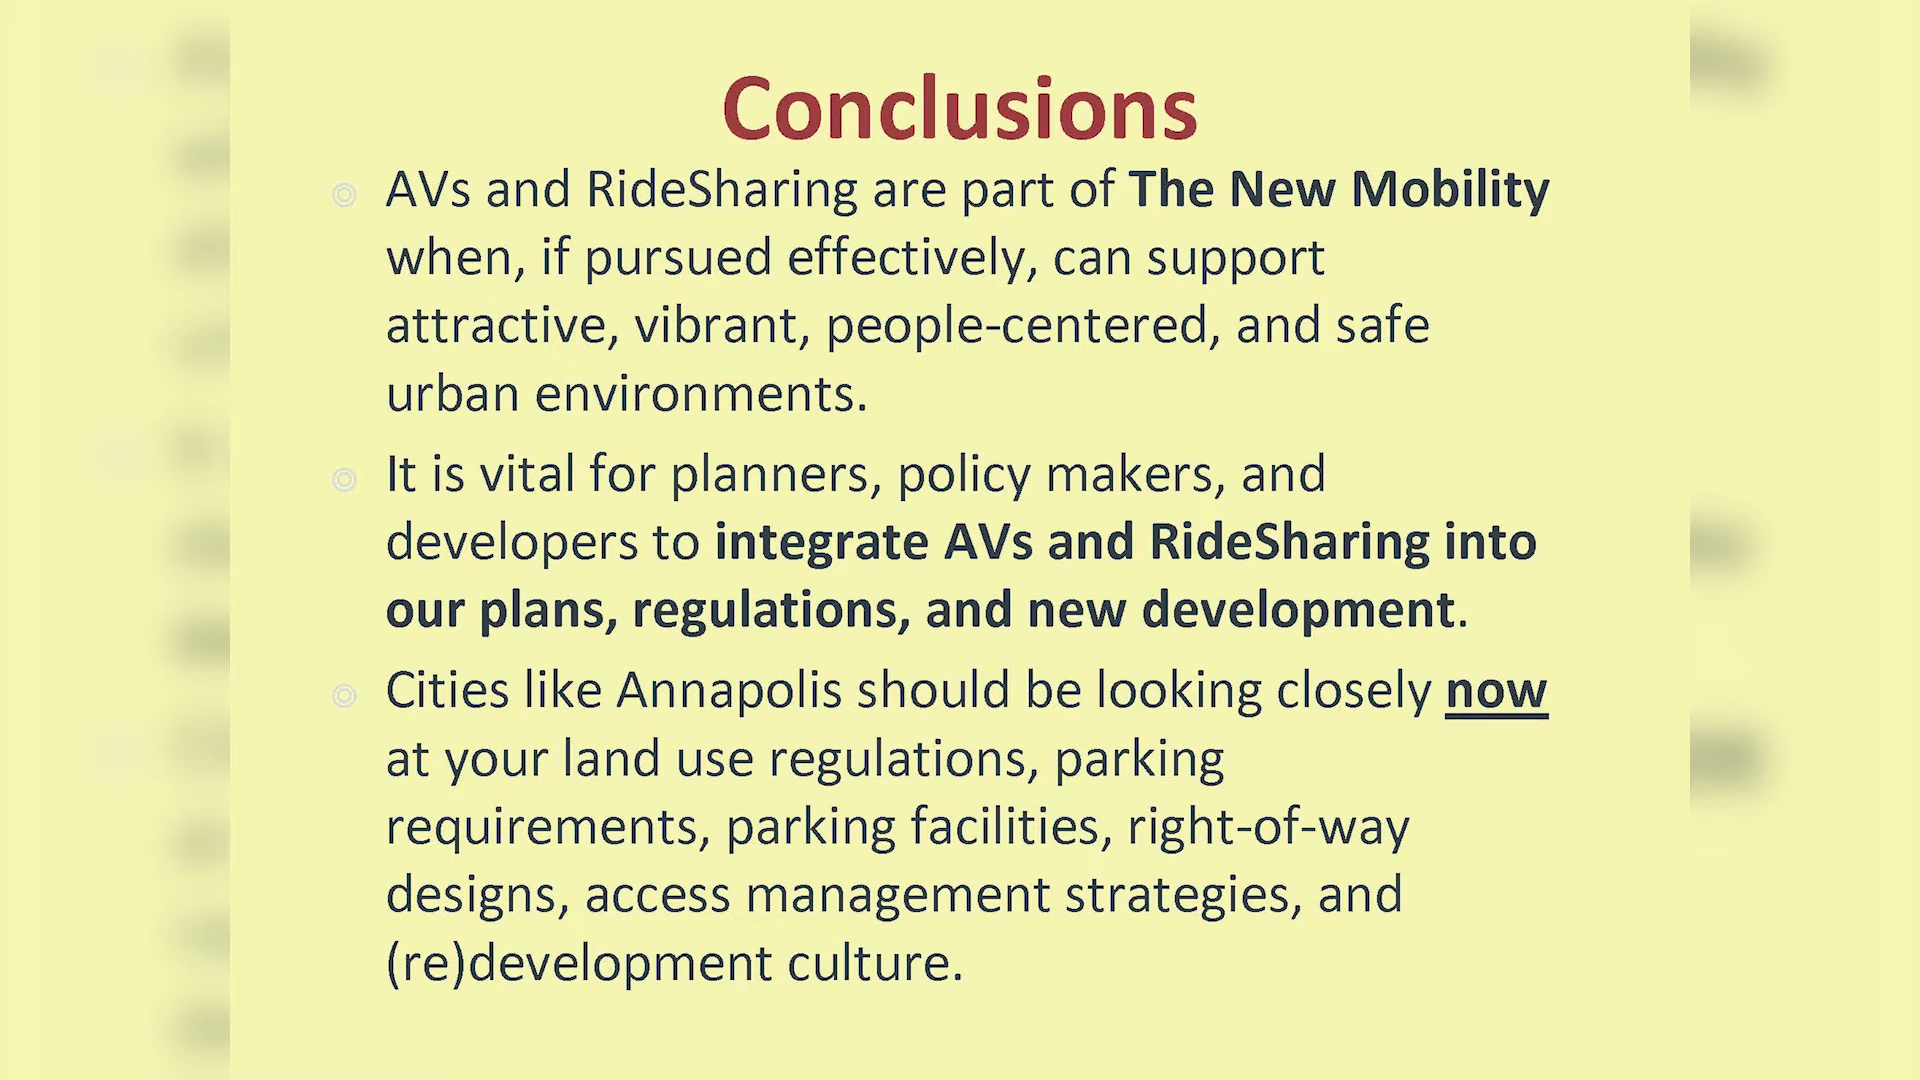 Conclusions
AVs and RideSharing are part of The New Mobility
when, if pursued effectively, can support
attractive, vibrant, people-centered, and safe
urban environments.
It is vital for planners, policy makers, and
developers to integrate AVs and RideSharing into
our plans, regulations, and new development.
Cities like Annapolis should be looking closely now
at your land use regulations, parking
requirements, parking facilities, right-of-way
designs, access management strategies, and
(re)development culture.